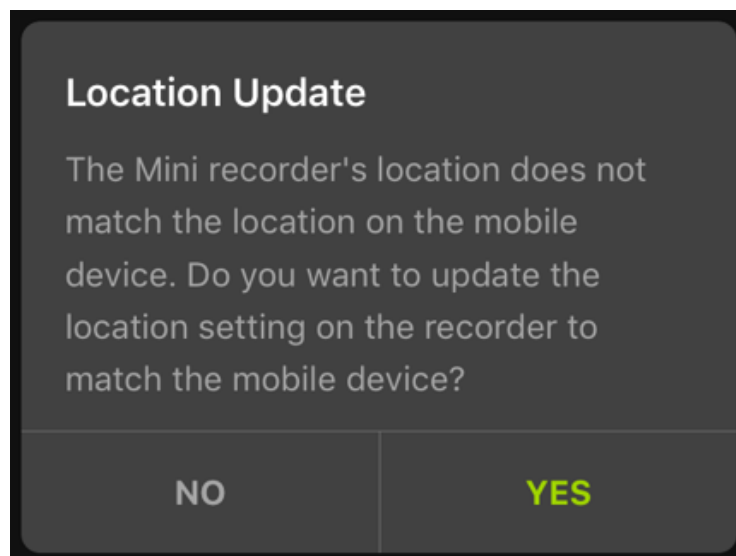 Location Update
The Mini recorder's location does not
match the location on the mobile
device. Do you want to update the
location setting on the recorder to
match the mobile device?
NO
YES